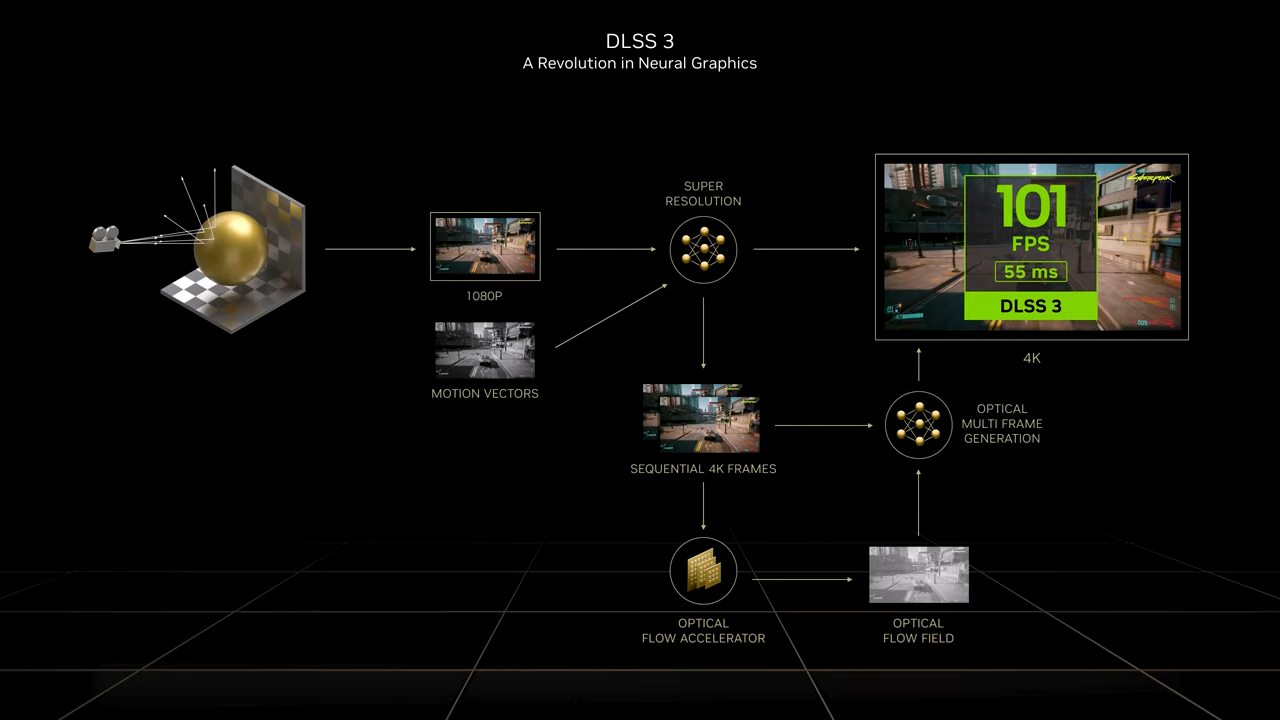 DLSS 3
A Revolution in Neural Graphics
SUPER
RESOLUTION
1080P
MOTION VECTORS
CYBERPUNK
101
FPS
55 ms
DLSS 3
4K
SEQUENTIAL 4K FRAMES
OPTICAL
MULTI FRAME
GENERATION
OPTICAL
FLOW ACCELERATOR
OPTICAL
FLOW FIELD